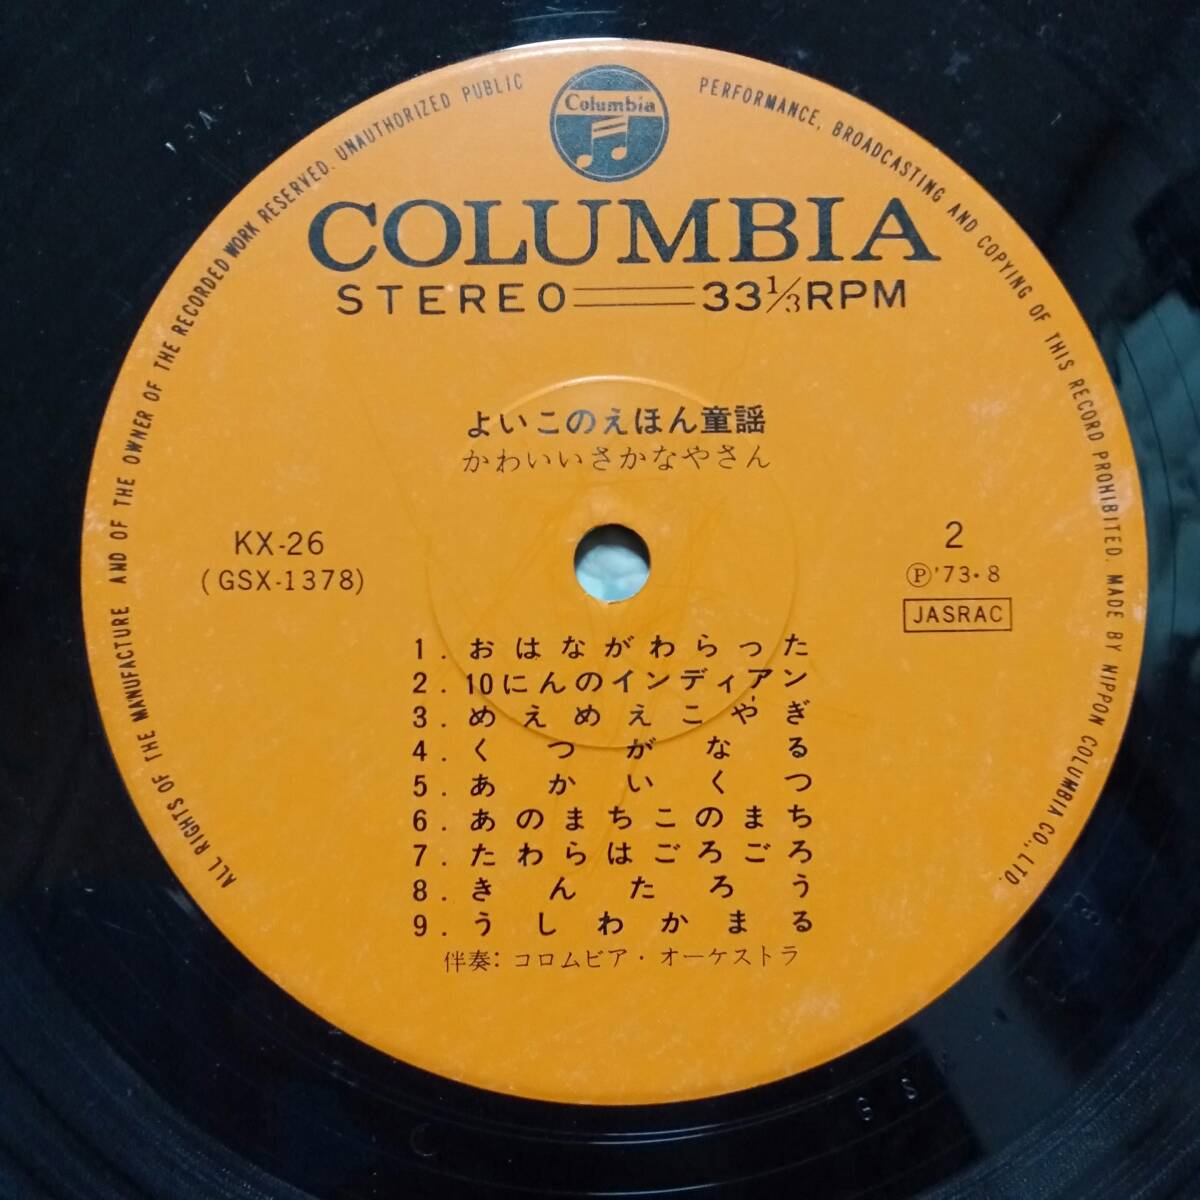 Columbia
ALL RIGHTS OF THE MANUFACTURE AND OF THE OWNER OF THE RECORDED WORK RESERVED. UNAUTHORIZED PUBLIC PERFORMANCE, BROADCASTING AND COPYING OF THIS RECORD PROHIBITED. MADE BY NIPPON COLUMBIA CO., LTD.
COLUMBIA
STEREO 33 1/3 RPM
よいこのえほん童謡
かわいいさかなやさん
KX-26
(GSX-1378)
2
Ⓟ'73・8
JASRAC
1. おはながわらった
2. 10にんのインディアン
3. めえめえこやぎ
4. くつがなる
5. あかいくつ
6. あのまちこのまち
7. たわらはごろごろ
8. きんたろう
9. うしわかまる
伴奏: コロムビア・オーケストラ